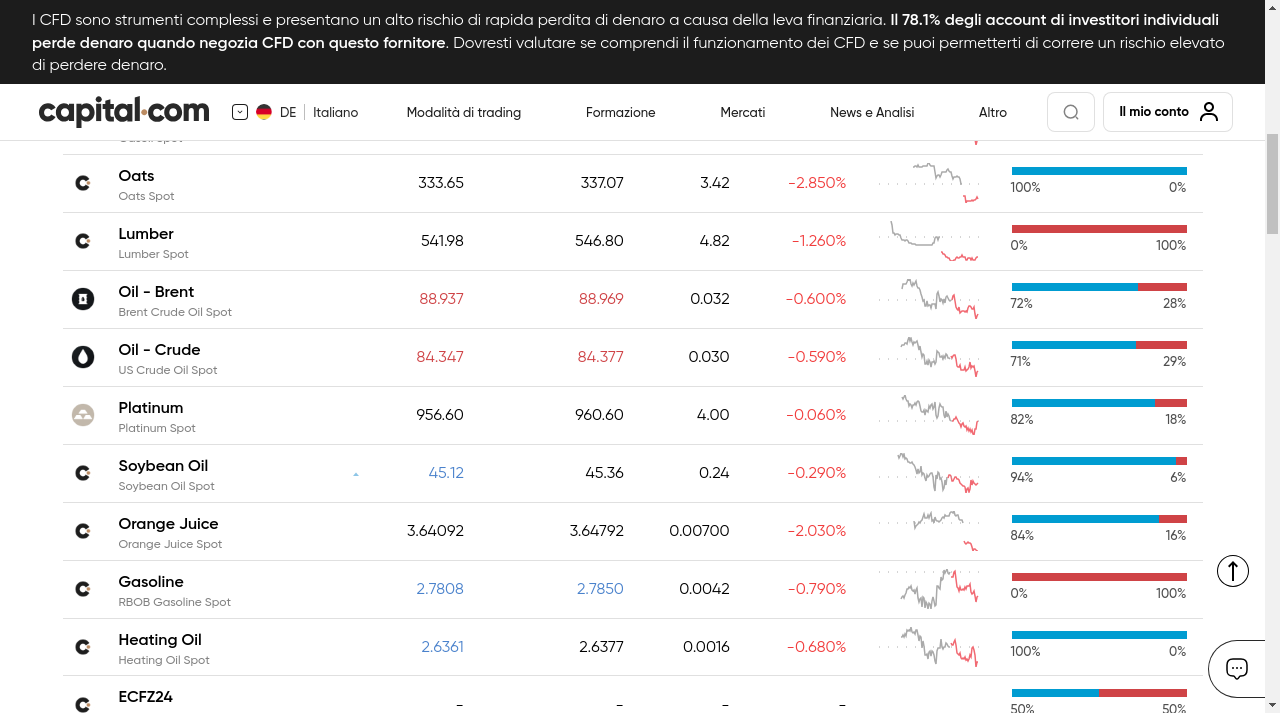 I CFD sono strumenti complessi e presentano un alto rischio di rapida perdita di denaro a causa della leva finanziaria. Il 78.1% degli account di investitori individuali
perde denaro quando negozia CFD con questo fornitore. Dovresti valutare se comprendi il funzionamento dei CFD e se puoi permetterti di correre un rischio elevato
di perdere denaro.
capital.com DE Italiano Modalità di trading Formazione Mercati News e Analisi Altro Il mio conto
Oats 333.65 337.07 3.42 -2.850%
Oats Spot 100% 0%
Lumber 541.98 546.80 4.82 -1.260%
Lumber Spot 0% 100%
Oil - Brent 88.937 88.969 0.032 -0.600%
Brent Crude Oil Spot 72% 28%
Oil - Crude 84.347 84.377 0.030 -0.590%
US Crude Oil Spot 71% 29%
Platinum 956.60 960.60 4.00 -0.060%
Platinum Spot 82% 18%
Soybean Oil 45.12 45.36 0.24 -0.290%
Soybean Oil Spot 94% 6%
Orange Juice 3.64092 3.64792 0.00700 -2.030%
Orange Juice Spot 84% 16%
Gasoline 2.7808 2.7850 0.0042 -0.790%
RBOB Gasoline Spot 0% 100%
Heating Oil 2.6361 2.6377 0.0016 -0.680%
Heating Oil Spot 100% 0%
ECFZ24 - - - -
50% 50%